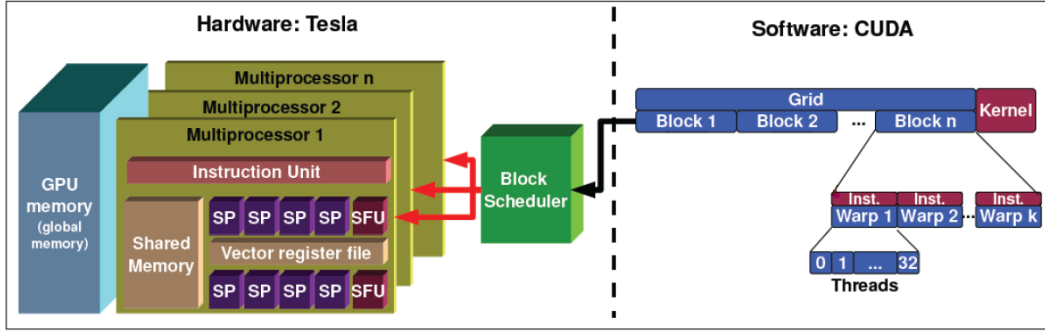 Hardware: Tesla
Software: CUDA
Multiprocessor n
Multiprocessor 2
Multiprocessor 1
Instruction Unit
GPU
memory
(global
memory)
Shared
Memory
SP SP SP SP SFU
Vector register file
SP SP SP SP SFU
Block
Scheduler
Grid
Kernel
Block 1 Block 2 ... Block n
Inst. Inst. Inst.
Warp 1 Warp 2 ... Warp k
0 1 ... 32
Threads